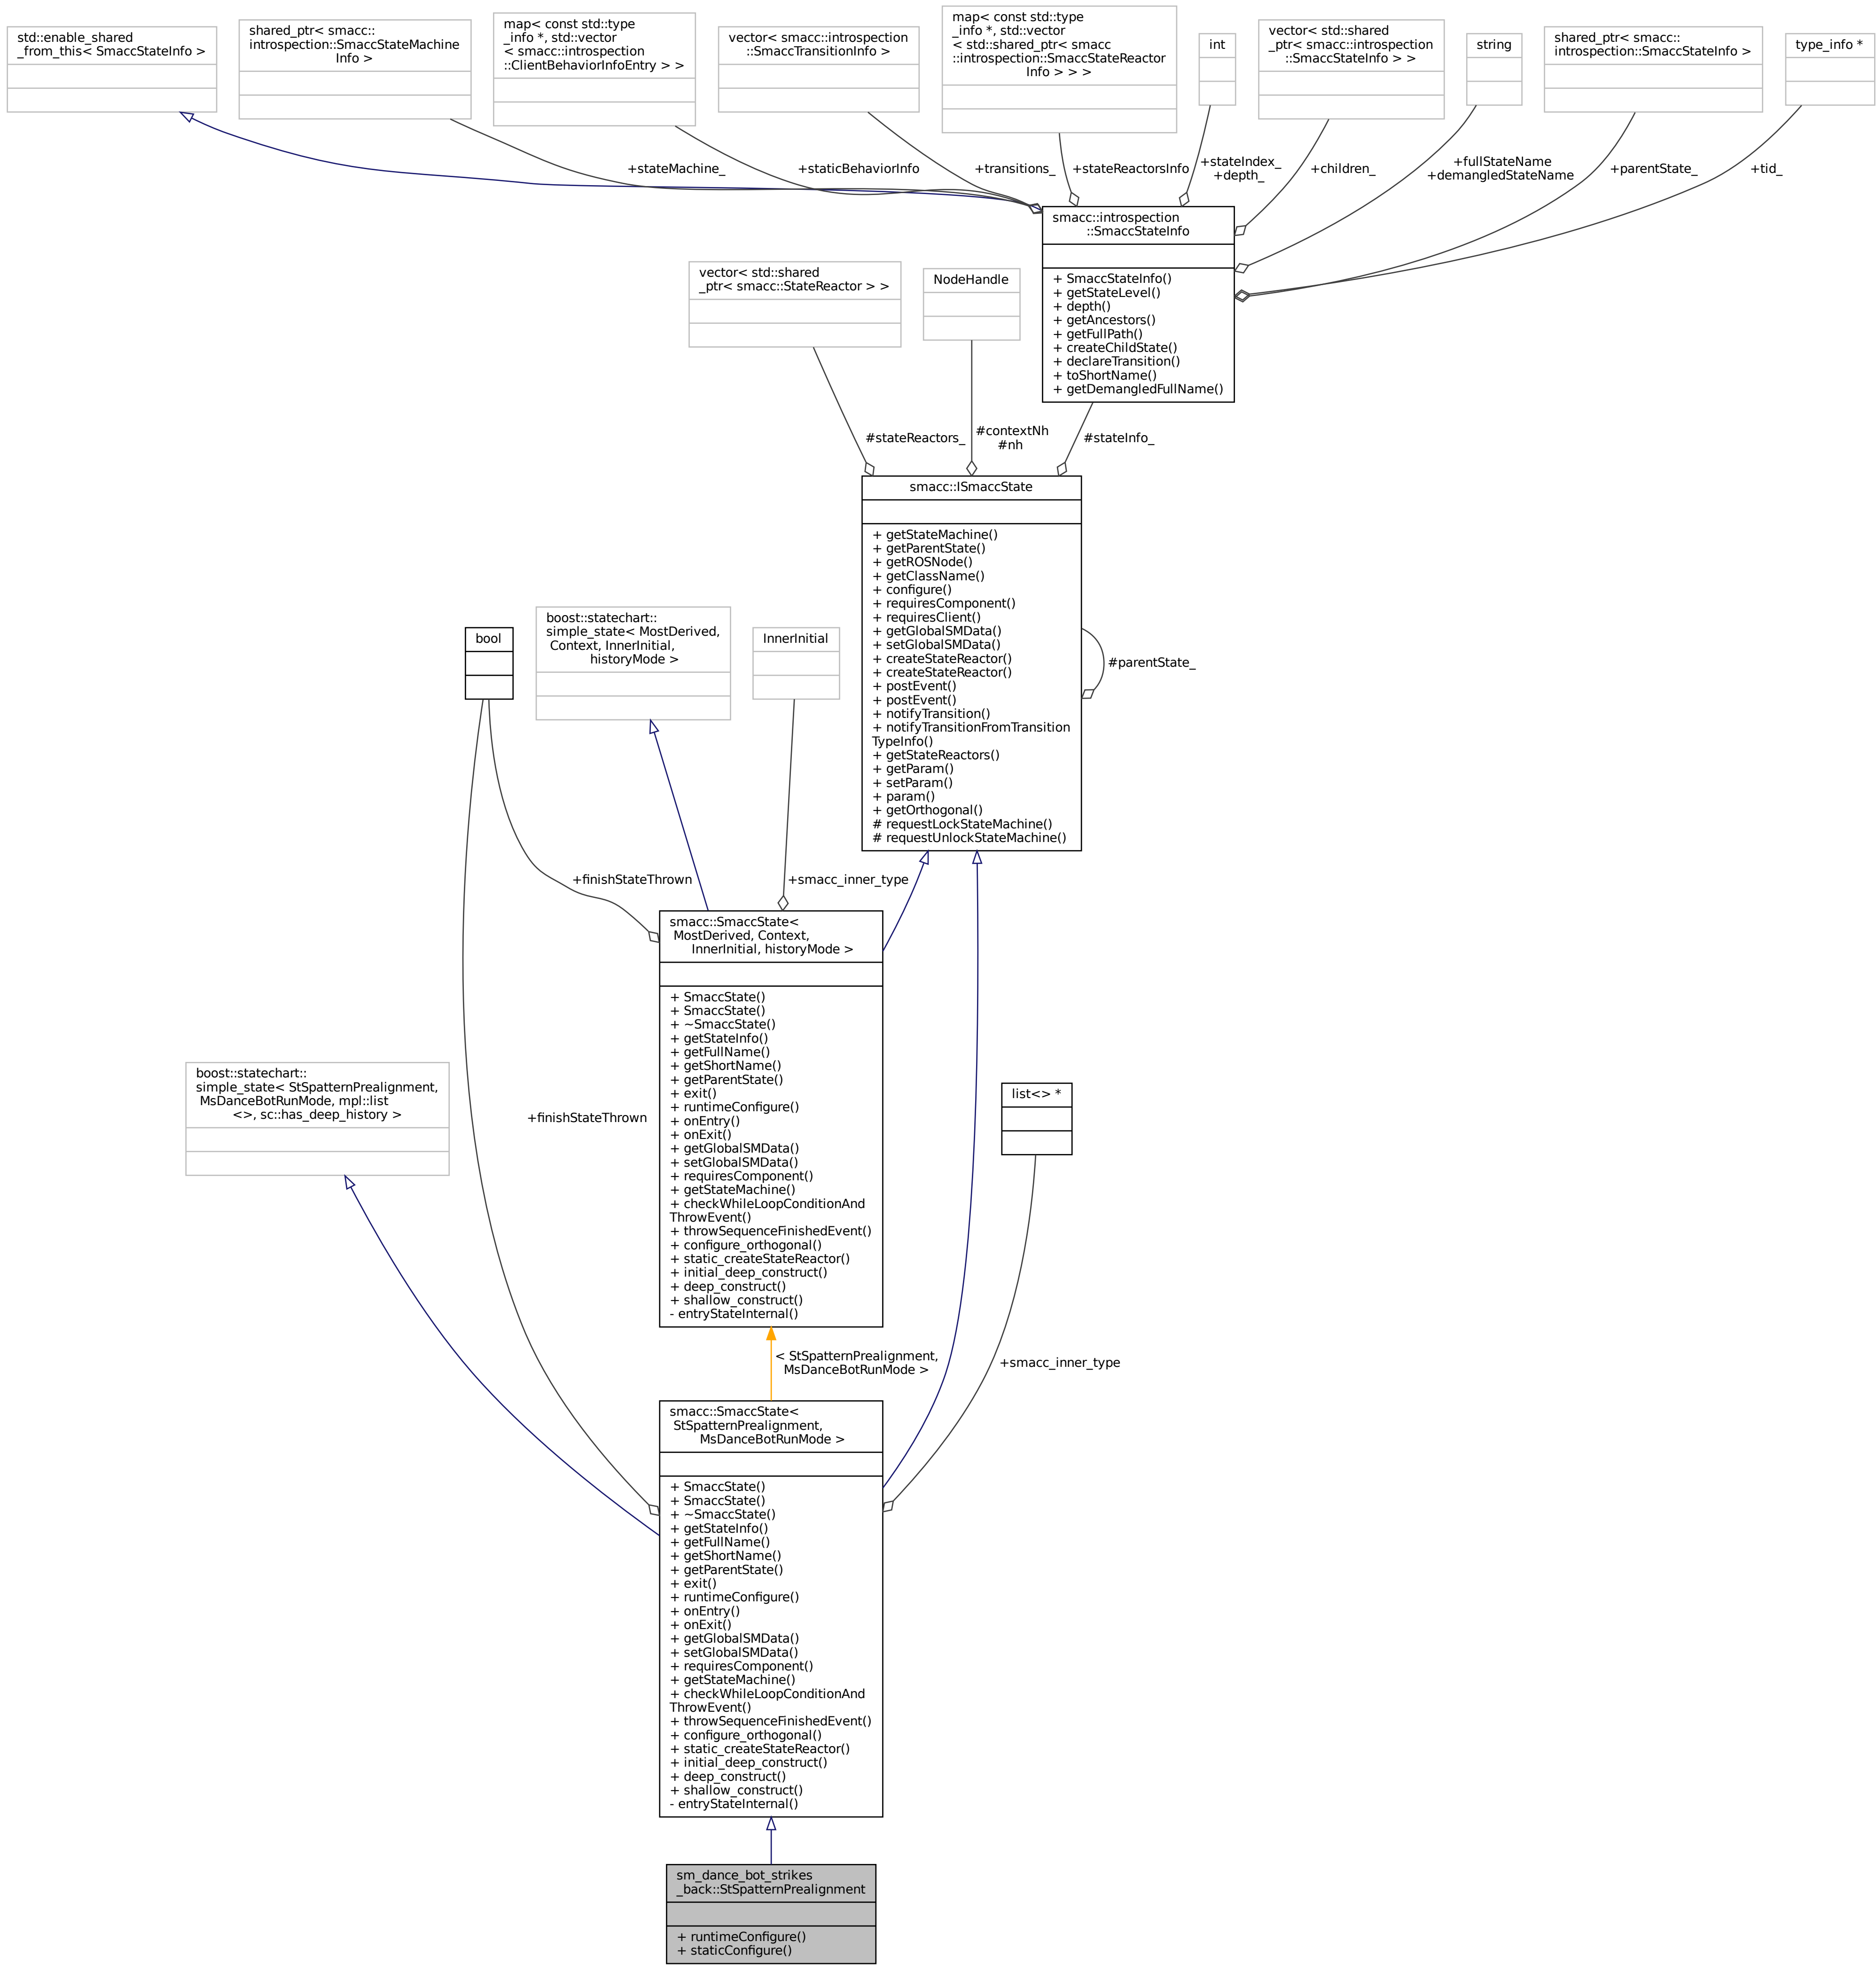 std::enable_shared
_from_this< SmaccStateInfo >
shared_ptr< smacc::
introspection::SmaccStateMachine
Info >
map< const std::type
_info *, std::vector
< smacc::introspection
::ClientBehaviorInfoEntry > >
vector< smacc::introspection
::SmaccTransitionInfo >
map< const std::type
_info *, std::vector
< std::shared_ptr< smacc
::introspection::SmaccStateReactor
Info > > >
int
vector< std::shared
_ptr< smacc::introspection
::SmaccStateInfo > >
string
shared_ptr< smacc::
introspection::SmaccStateInfo >
type_info *
+stateMachine_
+staticBehaviorInfo
+transitions_
+stateReactorsInfo
+stateIndex_
+depth_
+children_
+fullStateName
+demangledStateName
+parentState_
+tid_
smacc::introspection
::SmaccStateInfo
+ SmaccStateInfo()
+ getStateLevel()
+ depth()
+ getAncestors()
+ getFullPath()
+ createChildState()
+ declareTransition()
+ toShortName()
+ getDemangledFullName()
vector< std::shared
_ptr< smacc::StateReactor > >
NodeHandle
#stateReactors_
#contextNh
#nh
#stateInfo_
smacc::ISmaccState
+ getStateMachine()
+ getParentState()
+ getROSNode()
+ getClassName()
+ configure()
+ requiresComponent()
+ requiresClient()
+ getGlobalSMData()
+ setGlobalSMData()
+ createStateReactor()
+ createStateReactor()
+ postEvent()
+ postEvent()
+ notifyTransition()
+ notifyTransitionFromTransition
TypeInfo()
+ getStateReactors()
+ getParam()
+ setParam()
+ param()
+ getOrthogonal()
# requestLockStateMachine()
# requestUnlockStateMachine()
#parentState_
bool
boost::statechart::
simple_state< MostDerived,
Context, InnerInitial,
historyMode >
InnerInitial
+finishStateThrown
+smacc_inner_type
smacc::SmaccState<
MostDerived, Context,
InnerInitial, historyMode >
+ SmaccState()
+ SmaccState()
+ ~SmaccState()
+ getStateInfo()
+ getFullName()
+ getShortName()
+ getParentState()
+ exit()
+ runtimeConfigure()
+ onEntry()
+ onExit()
+ getGlobalSMData()
+ setGlobalSMData()
+ requiresComponent()
+ getStateMachine()
+ checkWhileLoopConditionAnd
ThrowEvent()
+ throwSequenceFinishedEvent()
+ configure_orthogonal()
+ static_createStateReactor()
+ initial_deep_construct()
+ deep_construct()
+ shallow_construct()
- entryStateInternal()
boost::statechart::
simple_state< StSpatternPrealignment,
MsDanceBotRunMode, mpl::list
<>, sc::has_deep_history >
+finishStateThrown
list<> *
< StSpatternPrealignment,
MsDanceBotRunMode >
+smacc_inner_type
smacc::SmaccState<
StSpatternPrealignment,
MsDanceBotRunMode >
+ SmaccState()
+ SmaccState()
+ ~SmaccState()
+ getStateInfo()
+ getFullName()
+ getShortName()
+ getParentState()
+ exit()
+ runtimeConfigure()
+ onEntry()
+ onExit()
+ getGlobalSMData()
+ setGlobalSMData()
+ requiresComponent()
+ getStateMachine()
+ checkWhileLoopConditionAnd
ThrowEvent()
+ throwSequenceFinishedEvent()
+ configure_orthogonal()
+ static_createStateReactor()
+ initial_deep_construct()
+ deep_construct()
+ shallow_construct()
- entryStateInternal()
sm_dance_bot_strikes
_back::StSpatternPrealignment
+ runtimeConfigure()
+ staticConfigure()